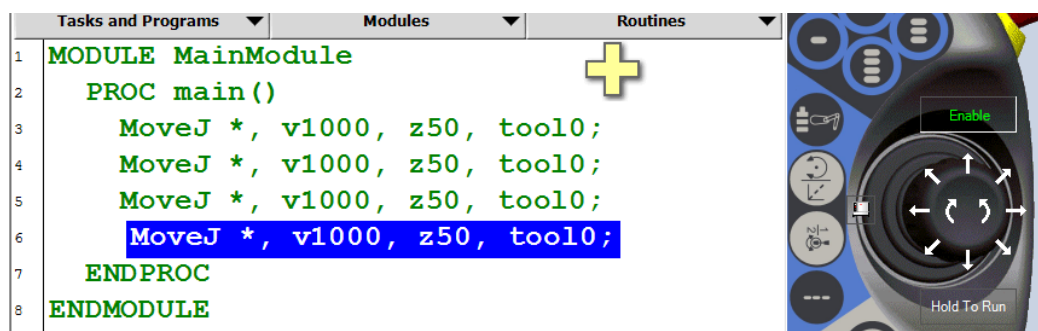 Tasks and Programs Modules Routines
1 MODULE MainModule
2 PROC main()
3 MoveJ *, v1000, z50, tool0;
4 MoveJ *, v1000, z50, tool0;
5 MoveJ *, v1000, z50, tool0;
6 MoveJ *, v1000, z50, tool0;
7 ENDPROC
8 ENDMODULE
Enable
Hold To Run